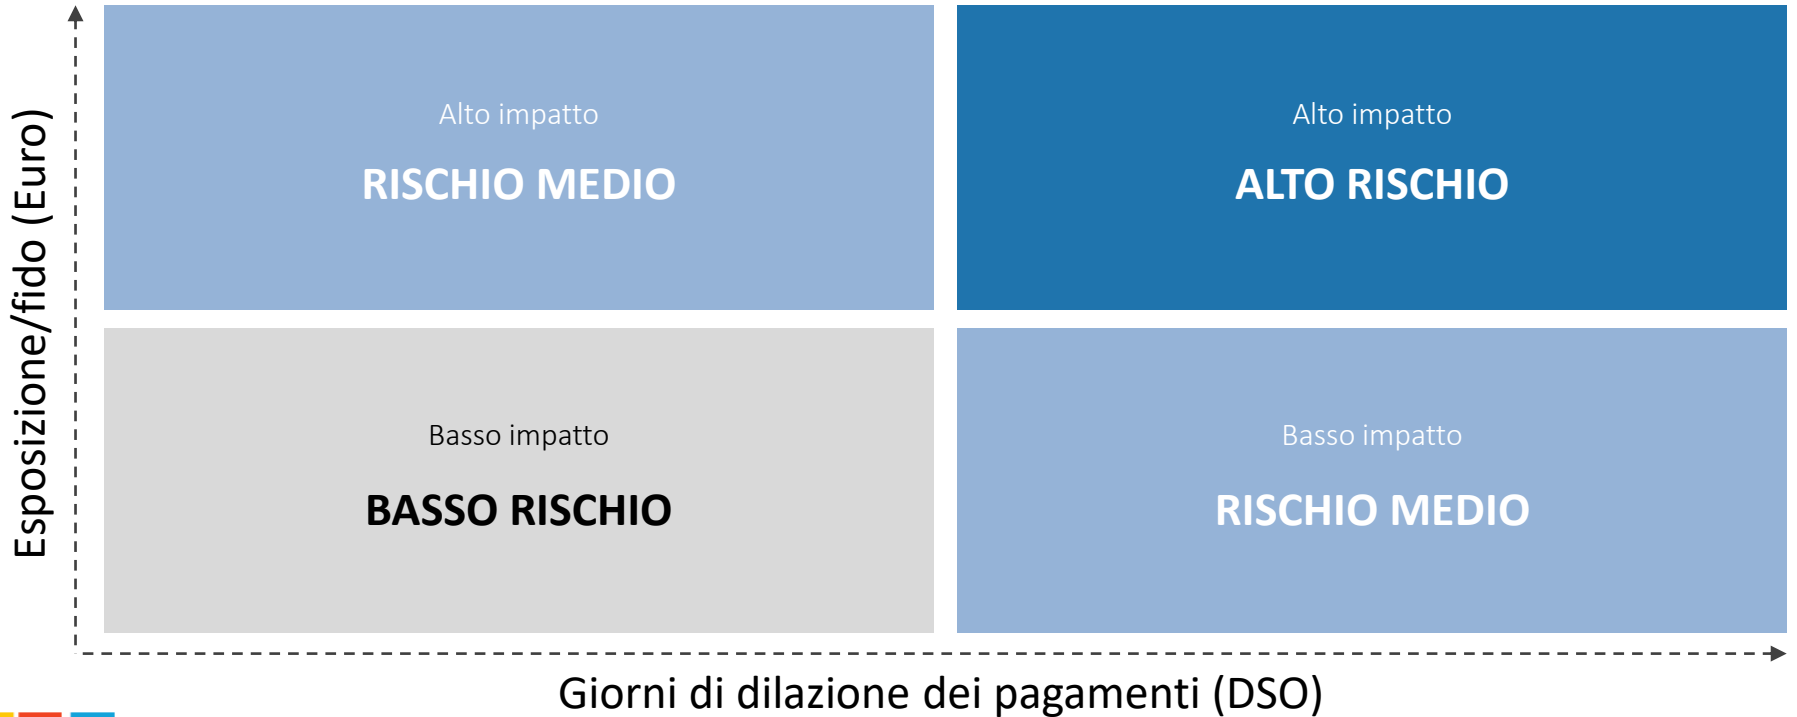 Esposizione/fido (Euro)
Alto impatto
RISCHIO MEDIO
Alto impatto
ALTO RISCHIO
Basso impatto
BASSO RISCHIO
Basso impatto
RISCHIO MEDIO
Giorni di dilazione dei pagamenti (DSO)